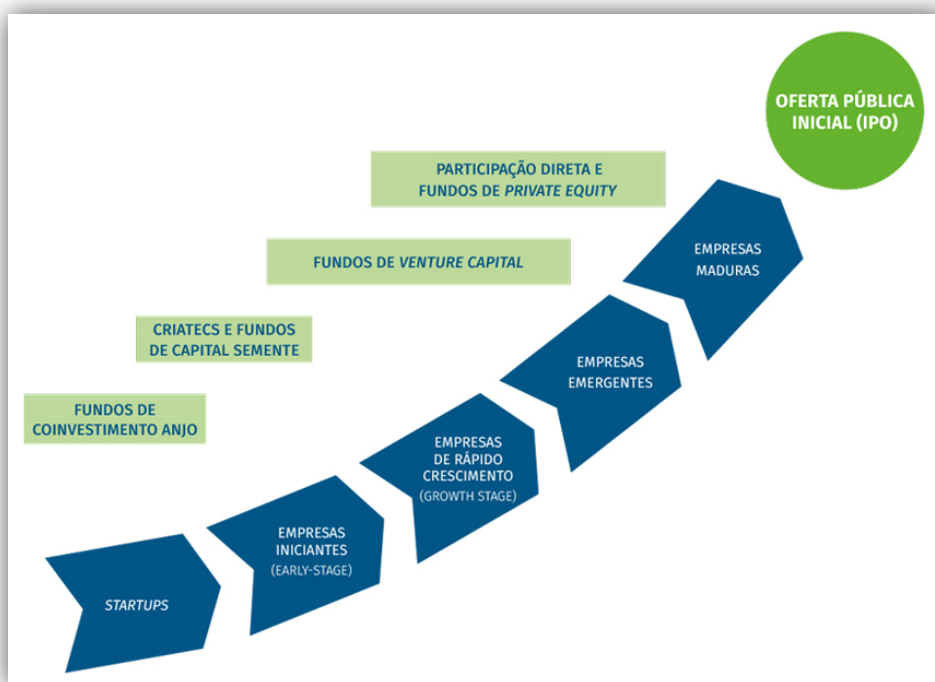 OFERTA PÚBLICA
INICIAL (IPO)
PARTICIPAÇÃO DIRETA E
FUNDOS DE PRIVATE EQUITY
EMPRESAS
MADURAS
FUNDOS DE VENTURE CAPITAL
CRIATECS E FUNDOS
DE CAPITAL SEMENTE
EMPRESAS
EMERGENTES
FUNDOS DE
COINVESTIMENTO ANJO
EMPRESAS
DE RÁPIDO
CRESCIMENTO
(GROWTH STAGE)
EMPRESAS
INICIANTES
(EARLY-STAGE)
STARTUPS